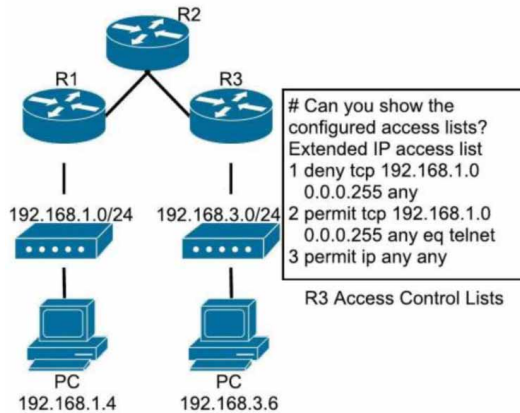 R2
R1
R3
192.168.1.0/24
192.168.3.0/24
PC
192.168.1.4
PC
192.168.3.6
# Can you show the
configured access lists?
Extended IP access list
1 deny tcp 192.168.1.0
0.0.0.255 any
2 permit tcp 192.168.1.0
0.0.0.255 any eq telnet
3 permit ip any any
R3 Access Control Lists